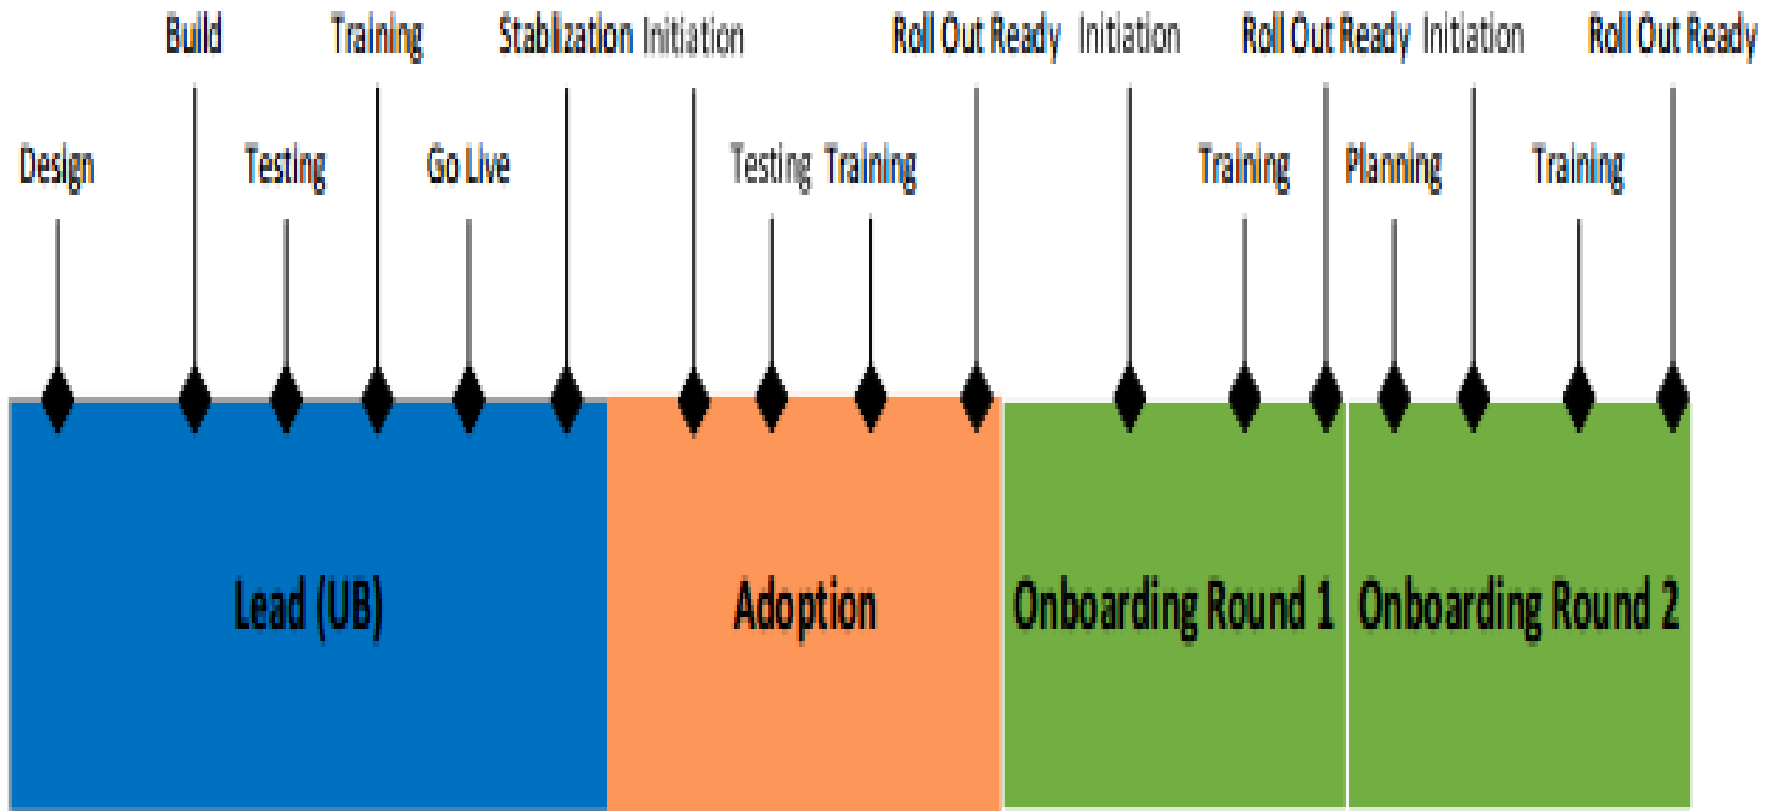 Build Training Stablization Initiation Roll Out Ready Initiation Roll Out Ready Initiation Roll Out Ready
Design Testing Go Live Testing Training Training Planning Training
Lead (UB) Adoption Onboarding Round 1 Onboarding Round 2